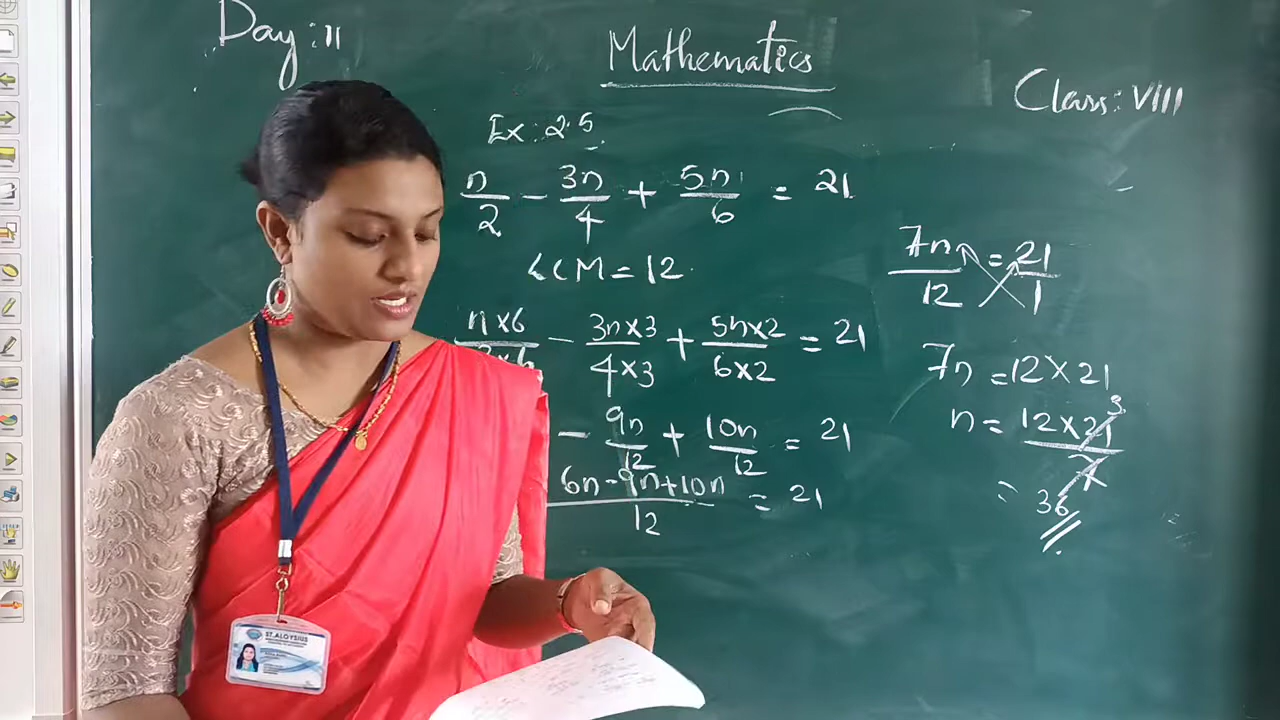 Day: 11
Mathematics
Class: VIII
Ex: 2.5
n/2 - 3n/4 + 5n/6 = 21
LCM = 12
n×6/2×6 - 3n×3/4×3 + 5n×2/6×2 = 21
- 9n/12 + 10n/12 = 21
6n - 9n + 10n/12 = 21
7n/12 = 21/1
7n = 12×21
n = 12×21/7
3
= 36
ST. ALOYSIUS